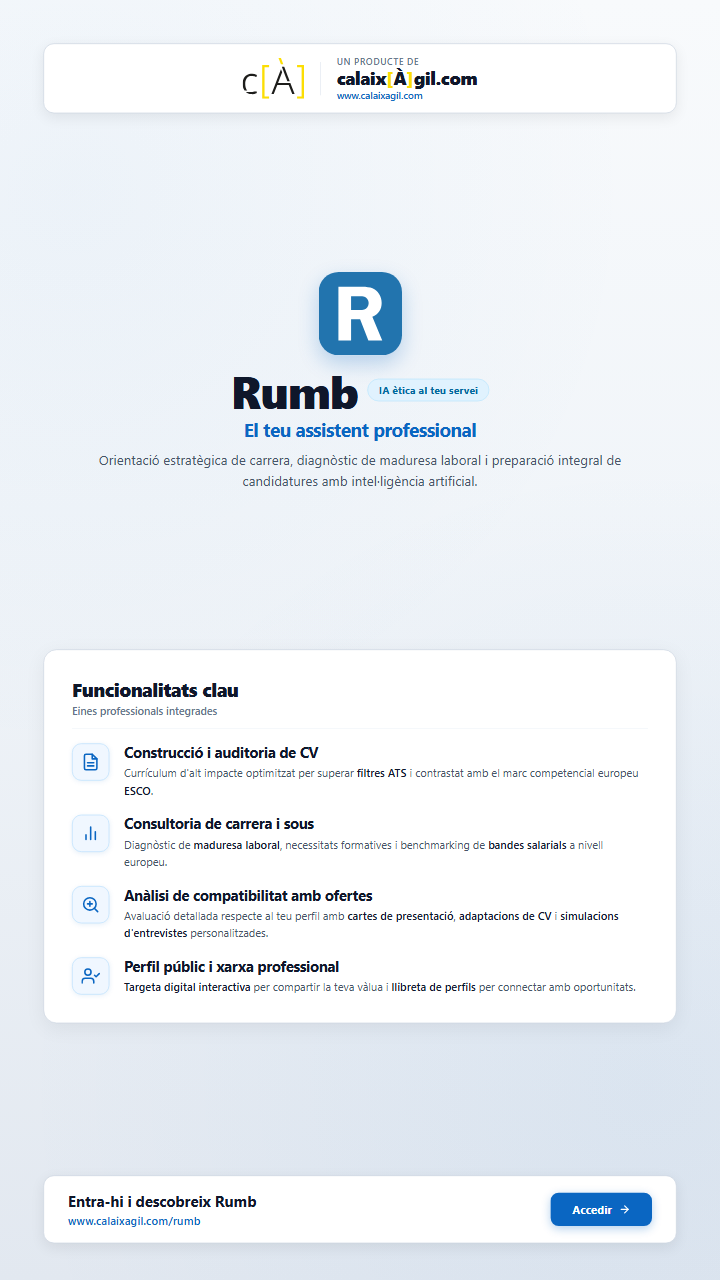 c[À]
UN PRODUCTE DE
calaix[À]gil.com
www.calaixagil.com
R
Rumb
IA ètica al teu servei
El teu assistent professional
Orientació estratègica de carrera, diagnòstic de maduresa laboral i preparació integral de
candidatures amb intel·ligència artificial.
Funcionalitats clau
Eines professionals integrades
Construcció i auditoria de CV
Currículum d'alt impacte optimitzat per superar filtres ATS i contrastat amb el marc competencial europeu
ESCO.
Consultoria de carrera i sous
Diagnòstic de maduresa laboral, necessitats formatives i benchmarking de bandes salarials a nivell
europeu.
Anàlisi de compatibilitat amb ofertes
Avaluació detallada respecte al teu perfil amb cartes de presentació, adaptacions de CV i simulacions
d'entrevistes personalitzades.
Perfil públic i xarxa professional
Targeta digital interactiva per compartir la teva vàlua i llibreta de perfils per connectar amb oportunitats.
Entra-hi i descobreix Rumb
www.calaixagil.com/rumb
Accedir →